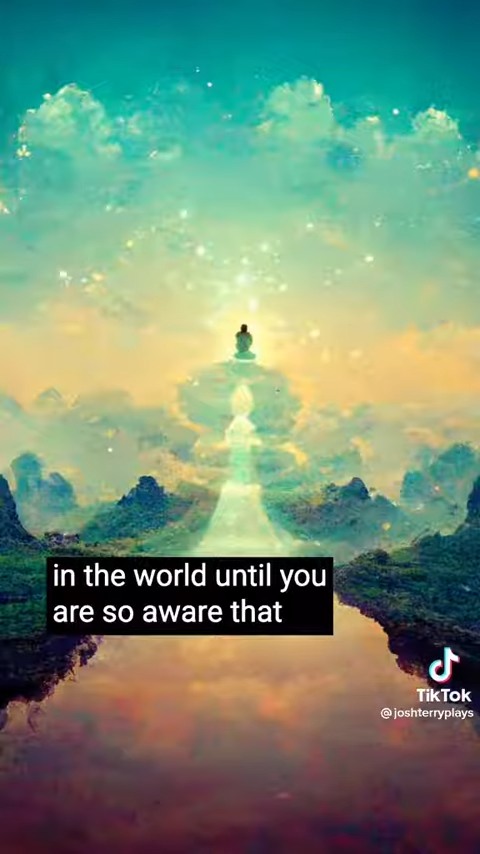 in the world until you
are so aware that
TikTok
@joshterryplays